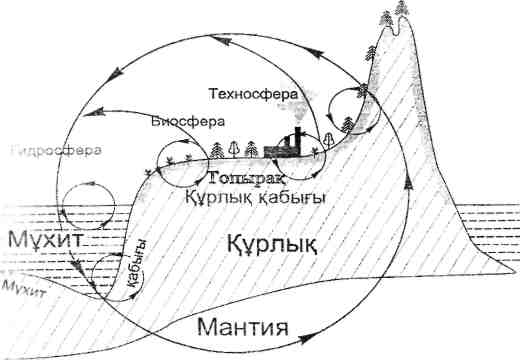 Техносфера
Биосфера
Гидросфера
Топырақ
Құрлық қабығы
Мұхит
Құрлық
қабығы
Мұхит
Мантия